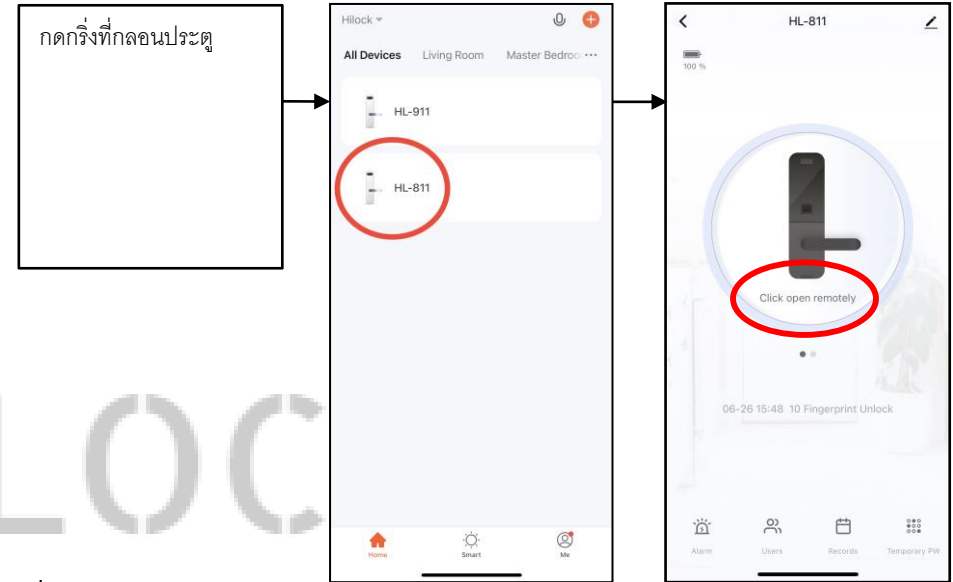 กดกริ่งที่กลอนประตู
Hilock
All Devices Living Room Master Bedroo ...
HL-911
HL-811
Home Smart Me
HL-811
100 %
Click open remotely
06-26 15:48 10 Fingerprint Unlock
Alarm Users Records Temporary PW
LOC